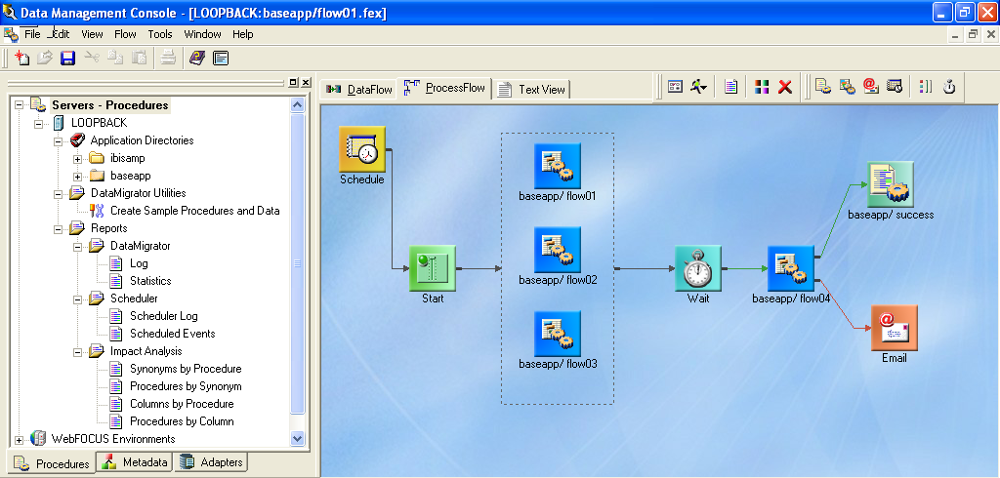 Data Management Console - [LOOPBACK:baseapp/flow01.fex]
File Edit View Flow Tools Window Help
DataFlow ProcessFlow Text View
Servers - Procedures
LOOPBACK
Application Directories
ibisamp
baseapp
DataMigrator Utilities
Create Sample Procedures and Data
Reports
DataMigrator
Log
Statistics
Scheduler
Scheduler Log
Scheduled Events
Impact Analysis
Synonyms by Procedure
Procedures by Synonym
Columns by Procedure
Procedures by Column
WebFOCUS Environments
Procedures Metadata Adapters
Schedule
Start
baseapp/ flow01
baseapp/ flow02
baseapp/ flow03
Wait
baseapp/ flow04
baseapp/ success
Email